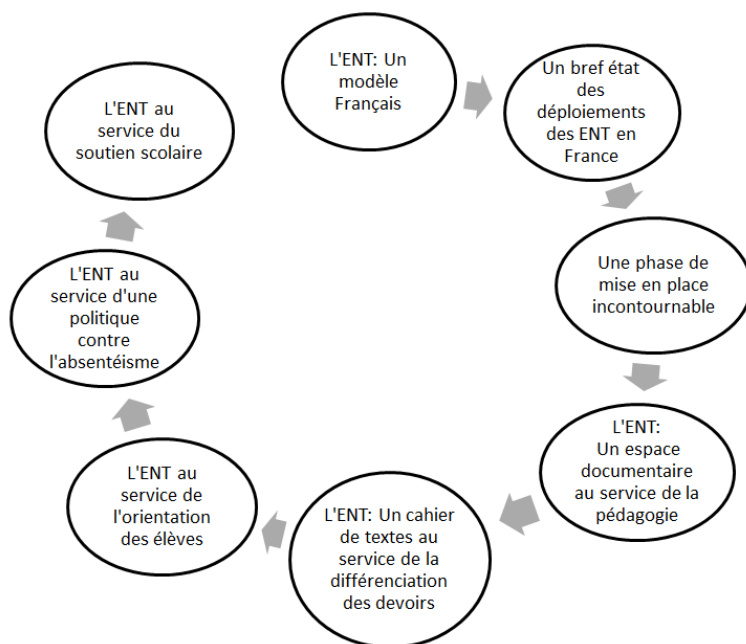 L'ENT: Un
modèle
Français
Un bref état
des
déploiements
des ENT en
France
Une phase de
mise en place
incontournable
L'ENT:
Un espace
documentaire
au service de la
pédagogie
L'ENT: Un cahier
de textes au
service de la
différenciation
des devoirs
L'ENT au
service de
l'orientation
des élèves
L'ENT au
service d'une
politique
contre
l'absentéisme
L'ENT au
service du
soutien scolaire